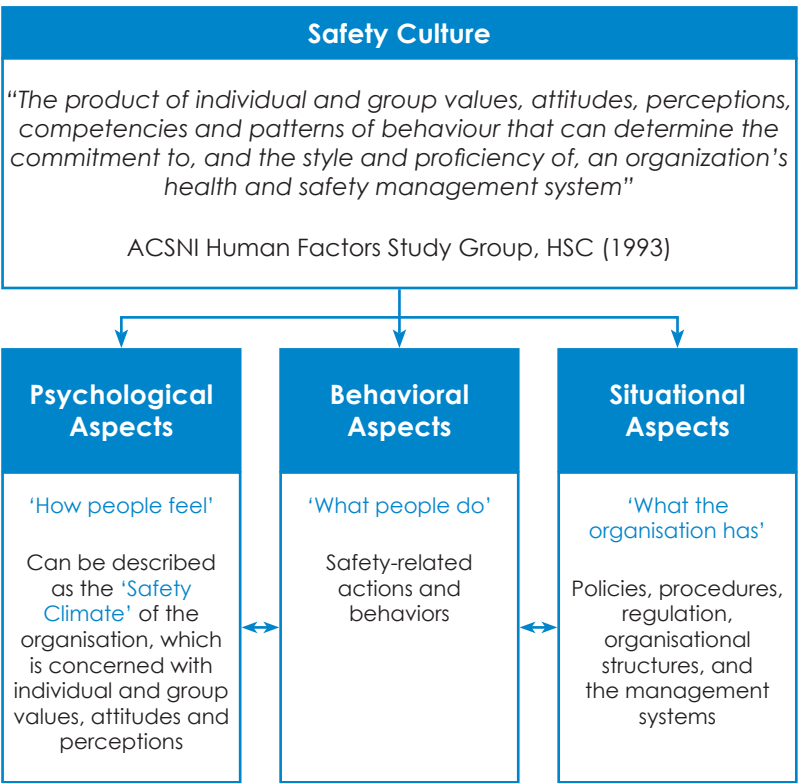 Safety Culture
“The product of individual and group values, attitudes, perceptions,
competencies and patterns of behaviour that can determine the
commitment to, and the style and proficiency of, an organization’s
health and safety management system”
ACSNI Human Factors Study Group, HSC (1993)
Psychological
Aspects
‘How people feel’
Can be described
as the ‘Safety
Climate’ of the
organisation, which
is concerned with
individual and group
values, attitudes and
perceptions
Behavioral
Aspects
‘What people do’
Safety-related
actions and
behaviors
Situational
Aspects
‘What the
organisation has’
Policies, procedures,
regulation,
organisational
structures, and
the management
systems